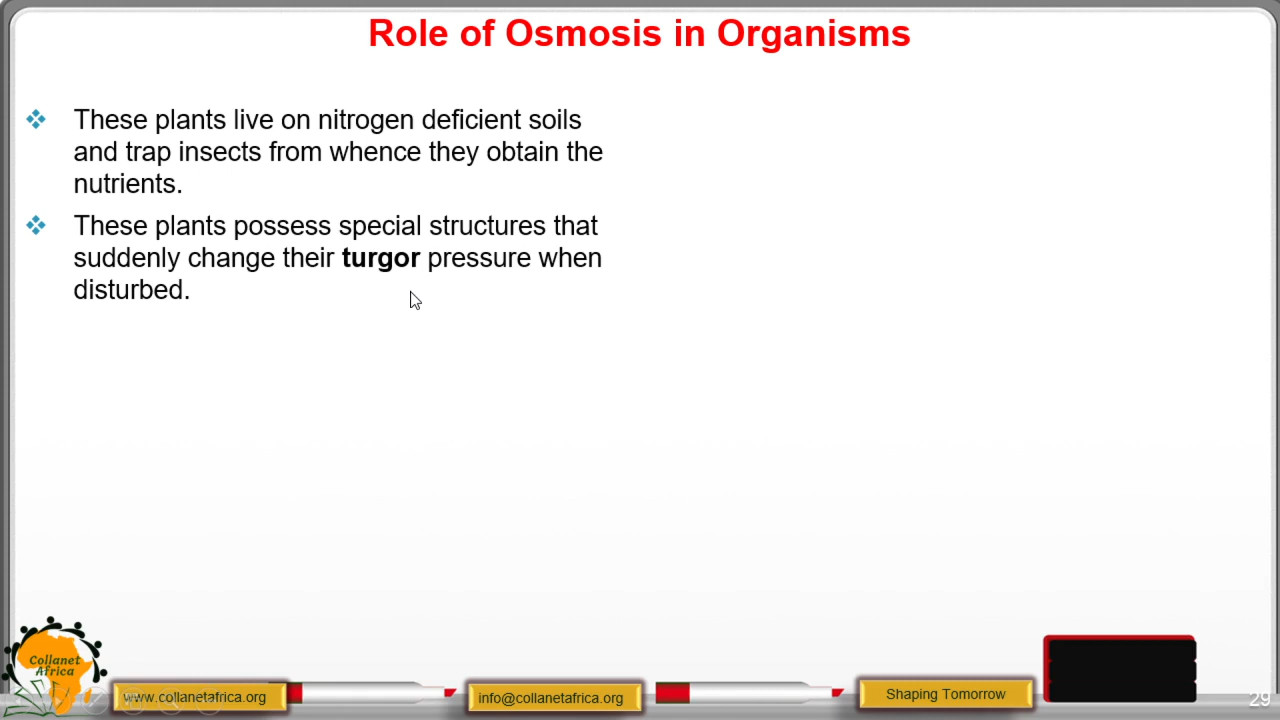 Role of Osmosis in Organisms
These plants live on nitrogen deficient soils
and trap insects from whence they obtain the
nutrients.
These plants possess special structures that
suddenly change their turgor pressure when
disturbed.
Collanet
Africa
www.collanetafrica.org
info@collanetafrica.org
Shaping Tomorrow
29